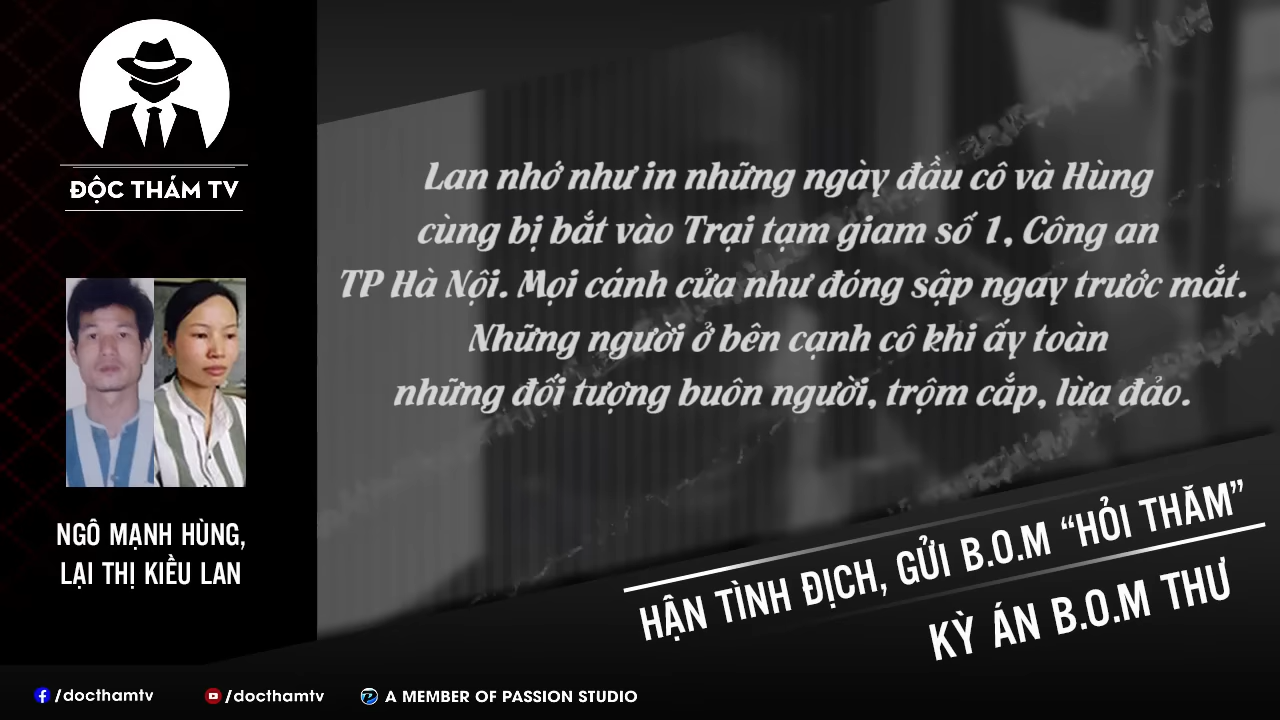 ĐỘC THÁM TV
NGÔ MẠNH HÙNG,
LẠI THỊ KIỀU LAN
Lan nhớ như in những ngày đầu cô và Hùng
cùng bị bắt vào Trại tạm giam số 1, Công an
TP Hà Nội. Mọi cánh cửa như đóng sập ngay trước mắt.
Những người ở bên cạnh cô khi ấy toàn
những đối tượng buôn người, trộm cắp, lừa đảo.
HẬN TÌNH ĐỊCH, GỬI B.O.M “HỎI THĂM”
KỲ ÁN B.O.M THƯ
/docthamtv
/docthamtv
A MEMBER OF PASSION STUDIO